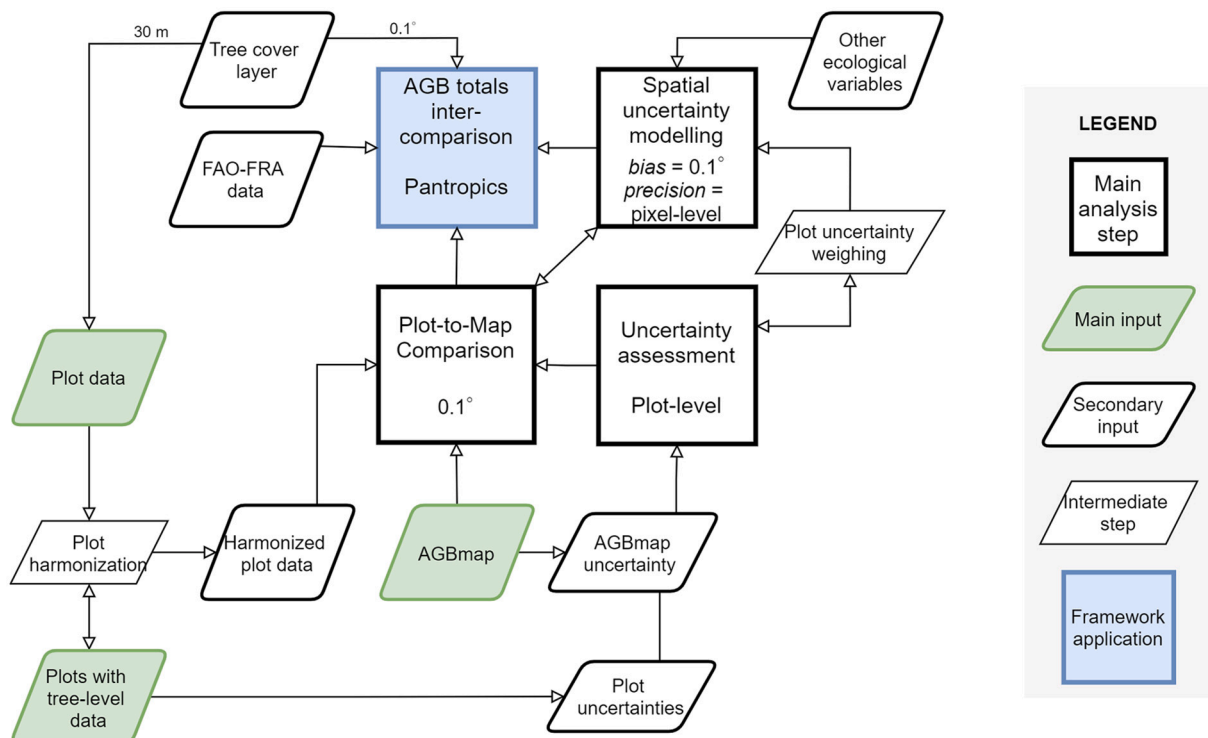 30 m
Tree cover
layer
0.1°
Other
ecological
variables
AGB totals
inter-
comparison
Pantropics
Spatial
uncertainty
modelling
bias = 0.1°
precision =
pixel-level
FAO-FRA
data
Plot uncertainty
weighing
Plot data
Plot-to-Map
Comparison
0.1°
Uncertainty
assessment
Plot-level
Plot
harmonization
Harmonized
plot data
AGBmap
AGBmap
uncertainty
Plots with
tree-level
data
Plot
uncertainties
LEGEND
Main
analysis
step
Main input
Secondary
input
Intermediate
step
Framework
application